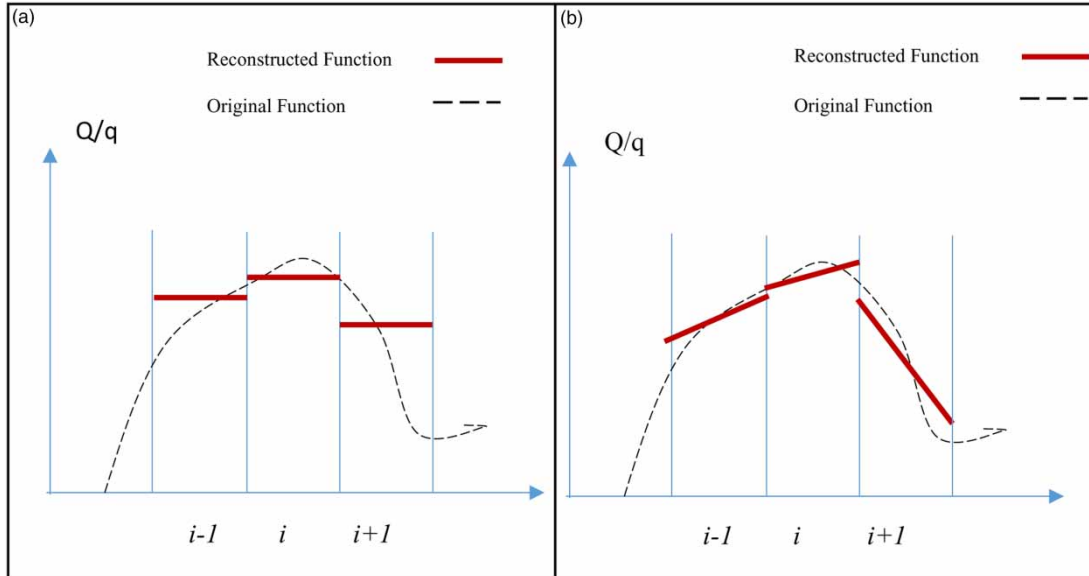 (a)
Reconstructed Function
Original Function
Q/q
i-1 i i+1
(b)
Reconstructed Function
Original Function
Q/q
i-1 i i+1